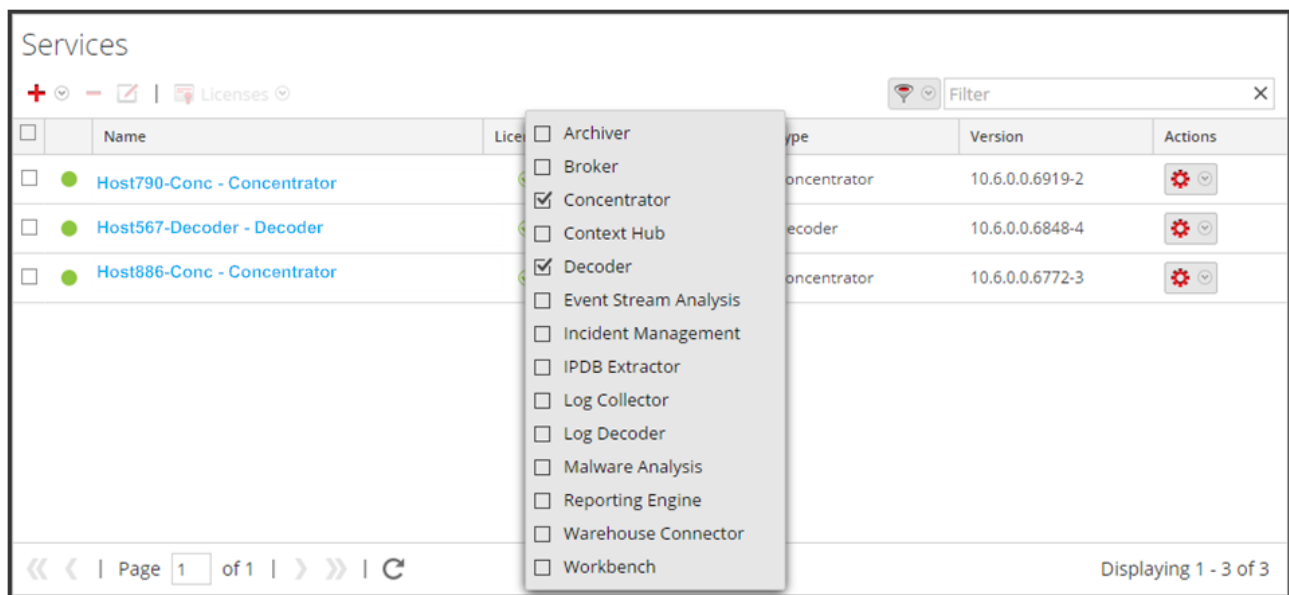 Services
Licenses
Filter
Name Licen ype Version Actions
Host790-Conc - Concentrator oncentrator 10.6.0.0.6919-2
Host567-Decoder - Decoder ecoder 10.6.0.0.6848-4
Host886-Conc - Concentrator oncentrator 10.6.0.0.6772-3
Archiver
Broker
Concentrator
Context Hub
Decoder
Event Stream Analysis
Incident Management
IPDB Extractor
Log Collector
Log Decoder
Malware Analysis
Reporting Engine
Warehouse Connector
Workbench
Page 1 of 1 Displaying 1 - 3 of 3